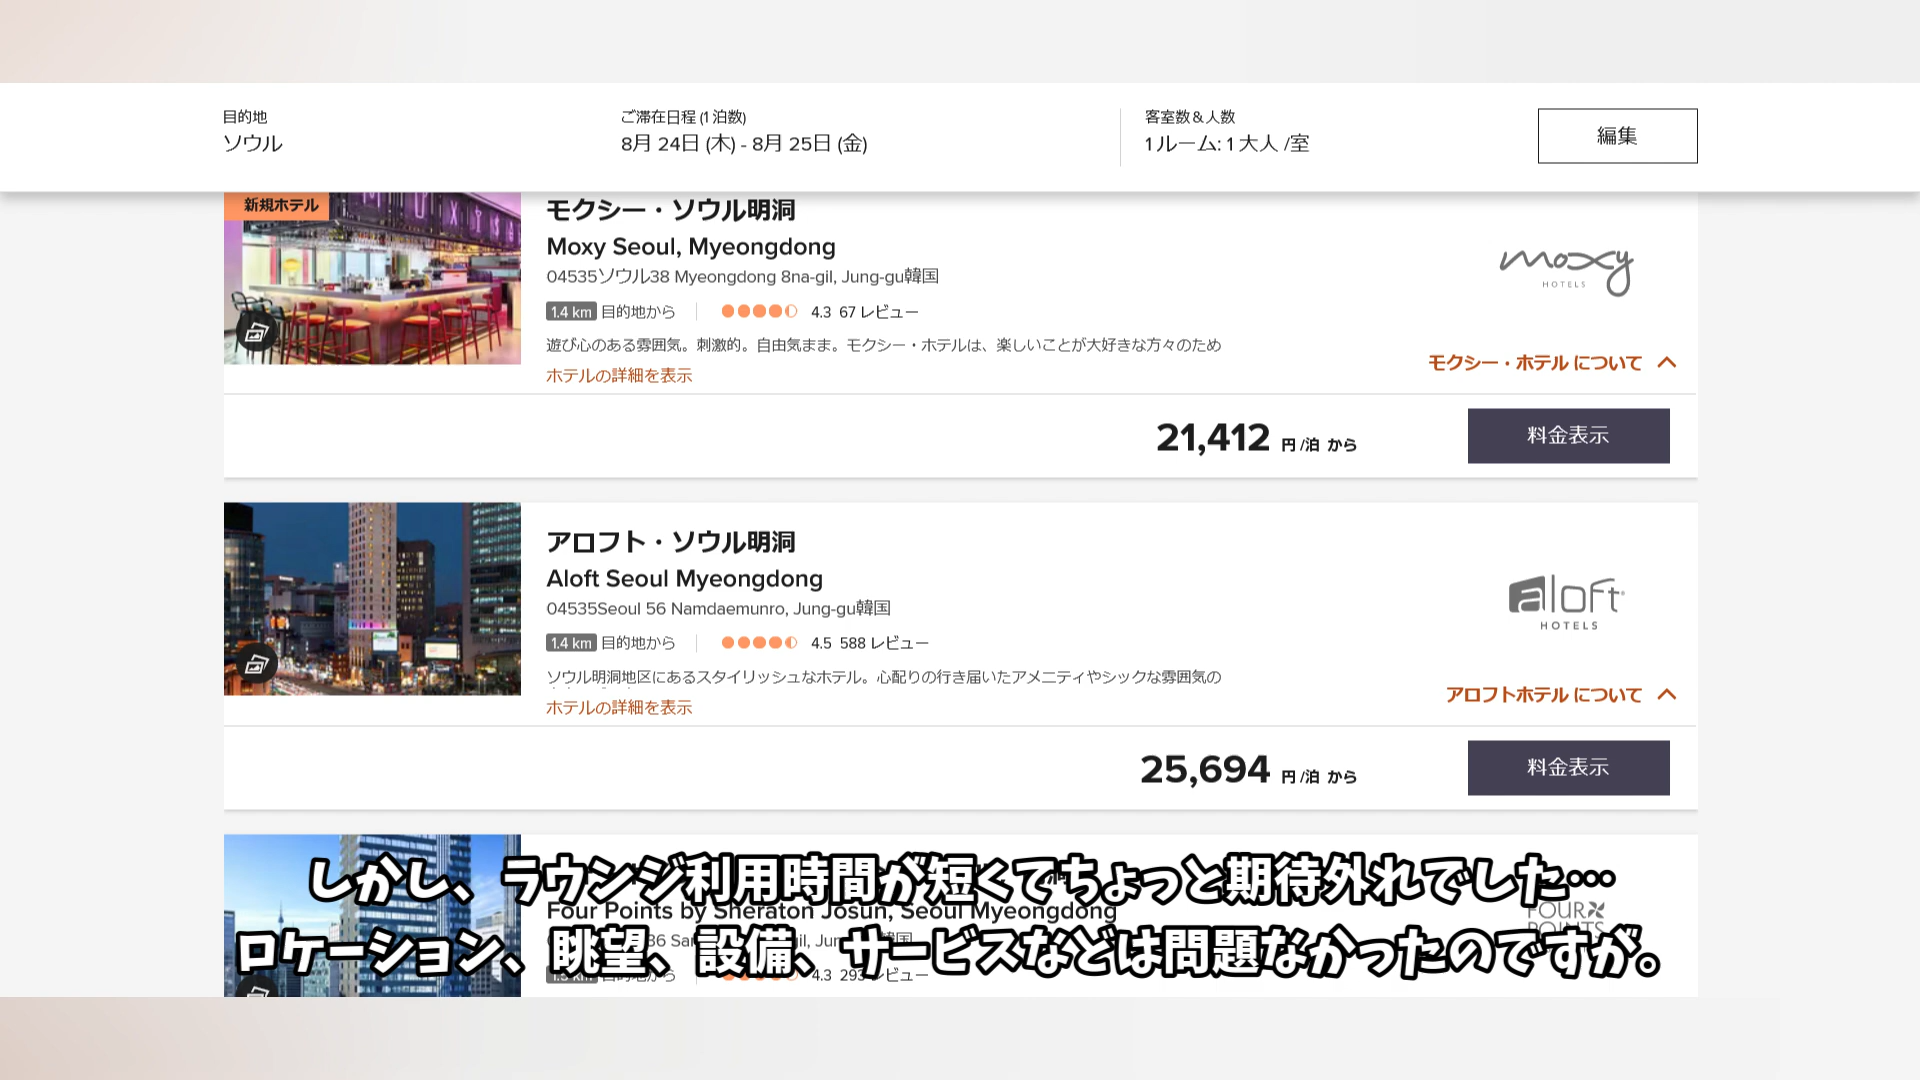 目的地
ソウル
ご滞在日程 (1 泊数)
8月 24日 (木) - 8月 25日 (金)
客室数＆人数
1 ルーム: 1 大人 /室
編集
新規ホテル
モクシー・ソウル明洞
Moxy Seoul, Myeongdong
04535ソウル38 Myeongdong 8na-gil, Jung-gu韓国
1.4 km 目的地から
4.3 67 レビュー
遊び心のある雰囲気。刺激的。自由気まま。モクシー・ホテルは、楽しいことが大好きな方々のため
ホテルの詳細を表示
moxy
HOTELS
モクシー・ホテル について
21,412 円 /泊 から
料金表示
アロフト・ソウル明洞
Aloft Seoul Myeongdong
04535Seoul 56 Namdaemunro, Jung-gu韓国
1.4 km 目的地から
4.5 588 レビュー
ソウル明洞地区にあるスタイリッシュなホテル。心配りの行き届いたアメニティやシックな雰囲気の
ホテルの詳細を表示
aloft
HOTELS
アロフトホテル について
25,694 円 /泊 から
料金表示
しかし、ラウンジ利用時間が短くてちょっと期待外れでした…
Four Points by Sheraton Josun, Seoul Myeongdong
FOUR
POINTS
ロケーション、眺望、設備、サービスなどは問題なかったのですが。
目的地から
4.3 293 レビュー